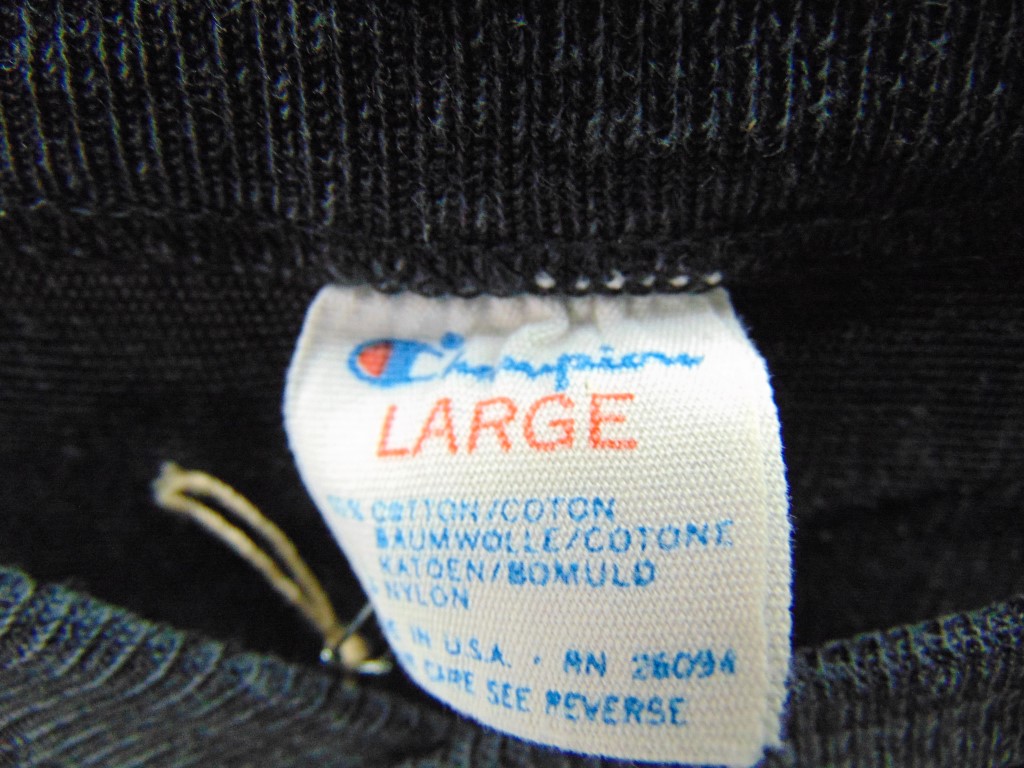 Champion
LARGE
% COTTON/COTON
BAUMWOLLE/COTONE
KATOEN/BOMULD
NYLON
IN U.S.A. · RN 26094
CARE SEE REVERSE